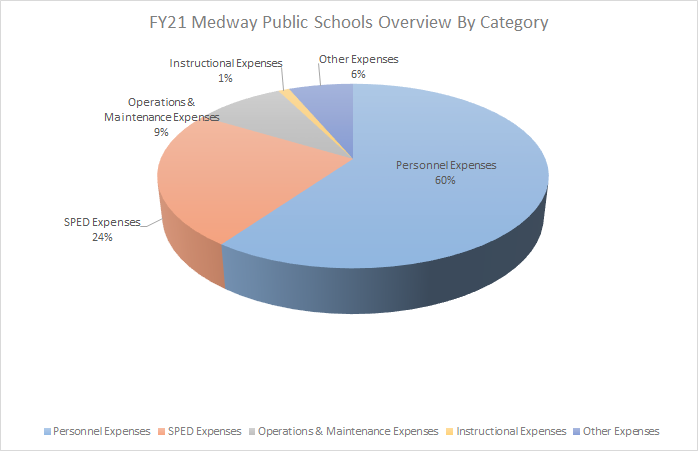 FY21 Medway Public Schools Overview By Category
Instructional Expenses
1%
Other Expenses
6%
Operations &
Maintenance Expenses
9%
Personnel Expenses
60%
SPED Expenses
24%
Personnel Expenses SPED Expenses Operations & Maintenance Expenses Instructional Expenses Other Expenses